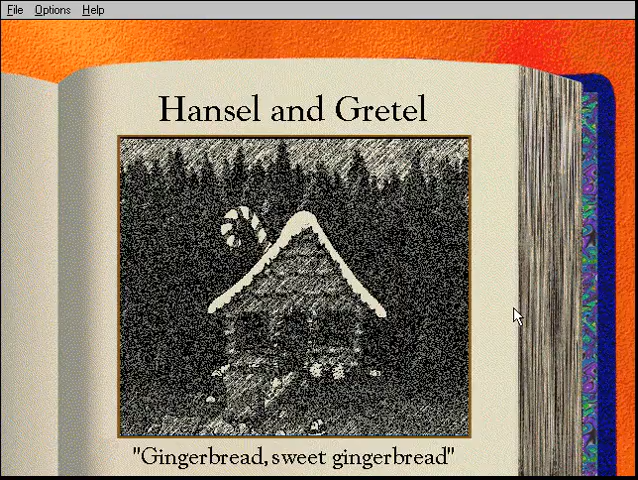 File Options Help
Hansel and Gretel
"Gingerbread, sweet gingerbread"